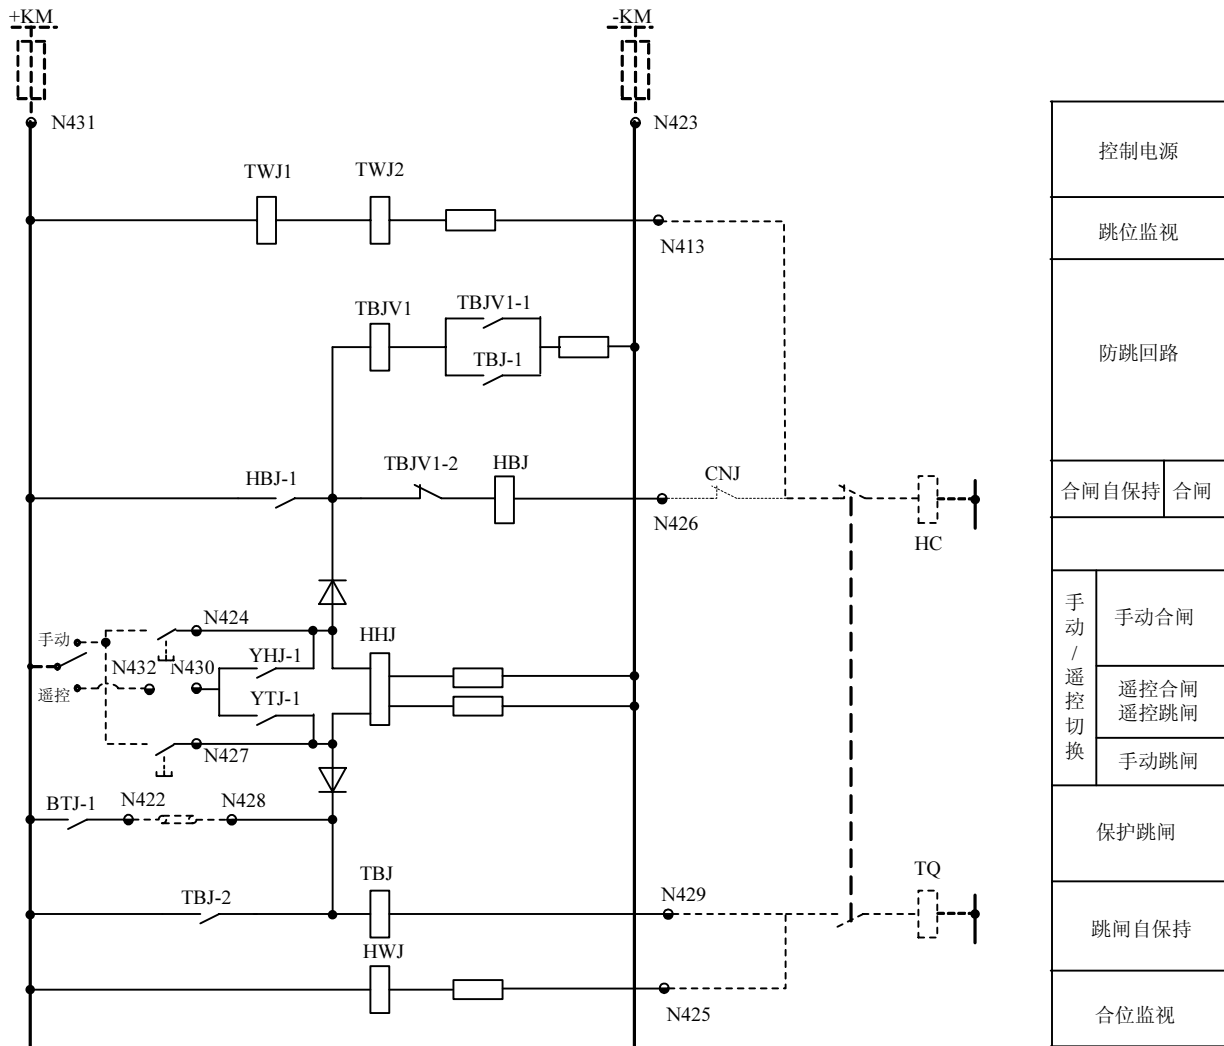 +KM
-KM
N431
N423
TWJ1
TWJ2
N413
TBJV1
TBJV1-1
TBJ-1
HBJ-1
TBJV1-2
HBJ
CNJ
N426
HC
手动
N424
HHJ
N432
N430
YHJ-1
遥控
YTJ-1
N427
BTJ-1
N422
N428
TBJ-2
TBJ
N429
TQ
HWJ
N425
控制电源
跳位监视
防跳回路
合闸自保持
合闸
手动/遥控切换
手动合闸
遥控合闸
遥控跳闸
手动跳闸
保护跳闸
跳闸自保持
合位监视